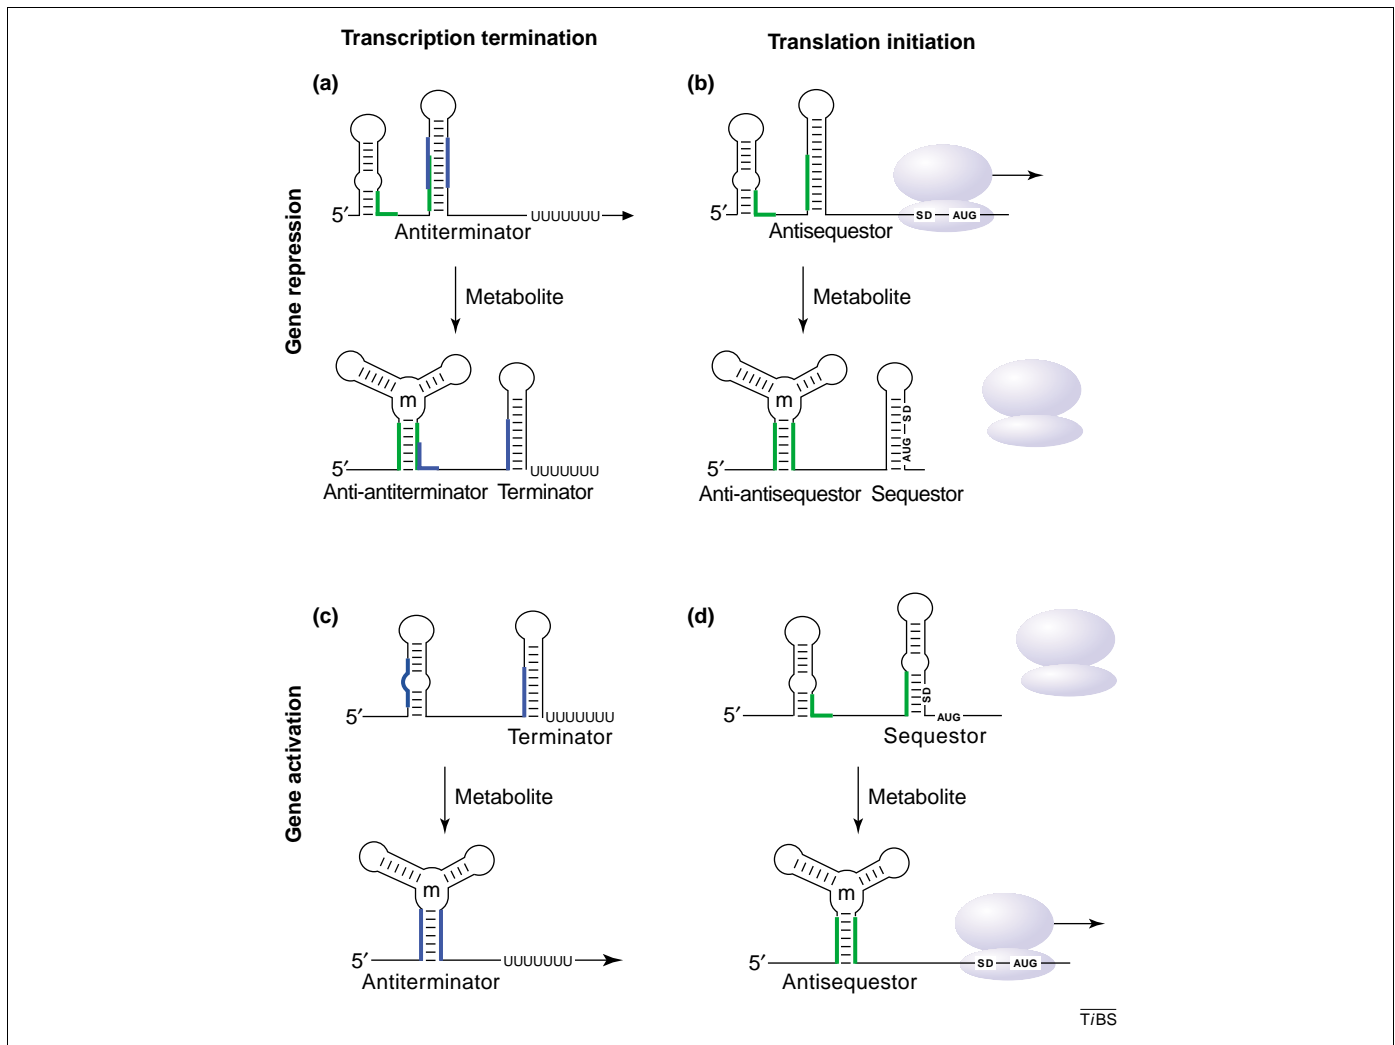 Transcription termination
Translation initiation
Gene repression
(a)
5′
UUUUUUU
Antiterminator
Metabolite
m
5′
UUUUUUU
Anti-antiterminator
Terminator
(b)
5′
SD
AUG
Antisequestor
Metabolite
m
SD
AUG
5′
Anti-antisequestor
Sequestor
Gene activation
(c)
5′
UUUUUUU
Terminator
Metabolite
m
5′
UUUUUUU
Antiterminator
(d)
SD
5′
AUG
Sequestor
Metabolite
m
5′
SD
AUG
Antisequestor
TiBS